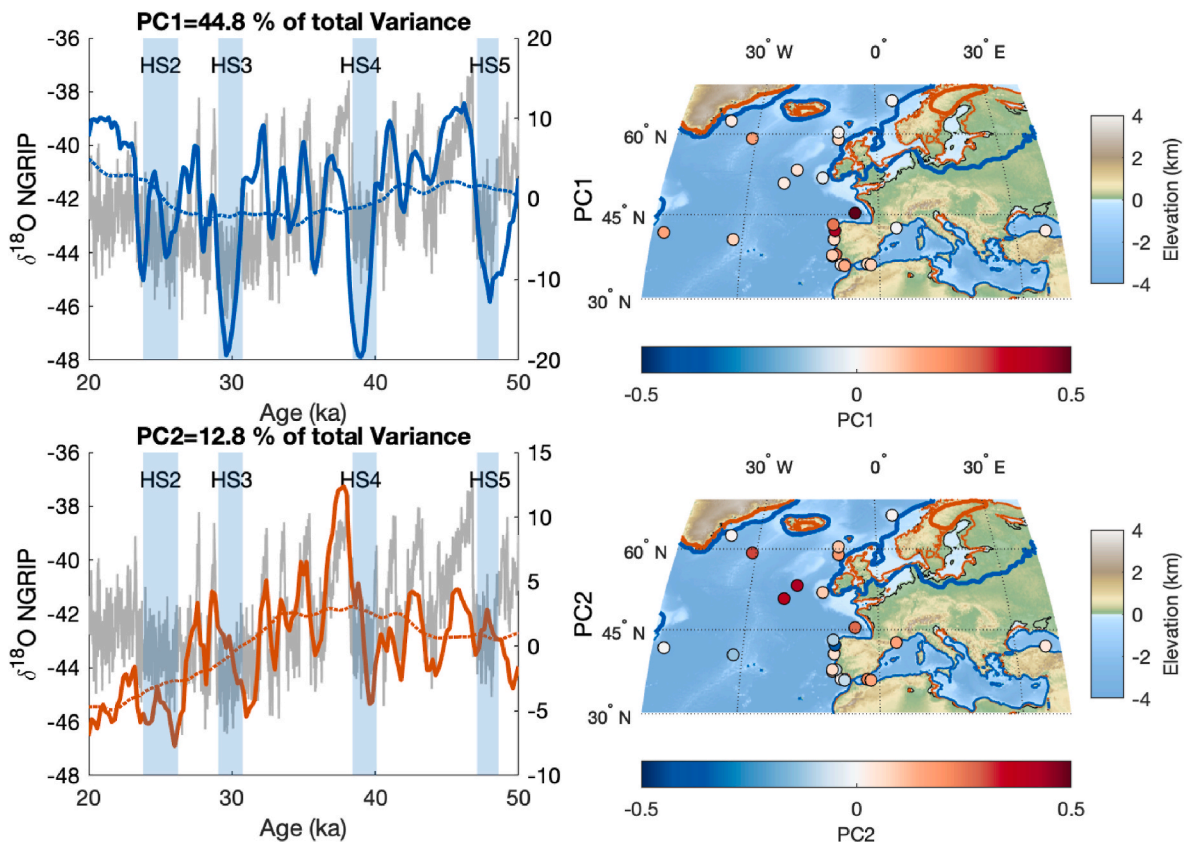 PC1=44.8 % of total Variance
-36
-38
-40
-42
-44
-46
-48
20
10
0
-10
-20
HS2
HS3
HS4
HS5
δ¹⁸O NGRIP
20
30
40
50
Age (ka)
30° W
0°
30° E
60° N
45° N
30° N
PC1
4
2
0
-2
-4
Elevation (km)
-0.5
0
0.5
PC1
PC2=12.8 % of total Variance
-36
-38
-40
-42
-44
-46
-48
15
10
5
0
-5
-10
HS2
HS3
HS4
HS5
δ¹⁸O NGRIP
20
30
40
50
Age (ka)
30° W
0°
30° E
60° N
45° N
30° N
PC2
4
2
0
-2
-4
Elevation (km)
-0.5
0
0.5
PC2